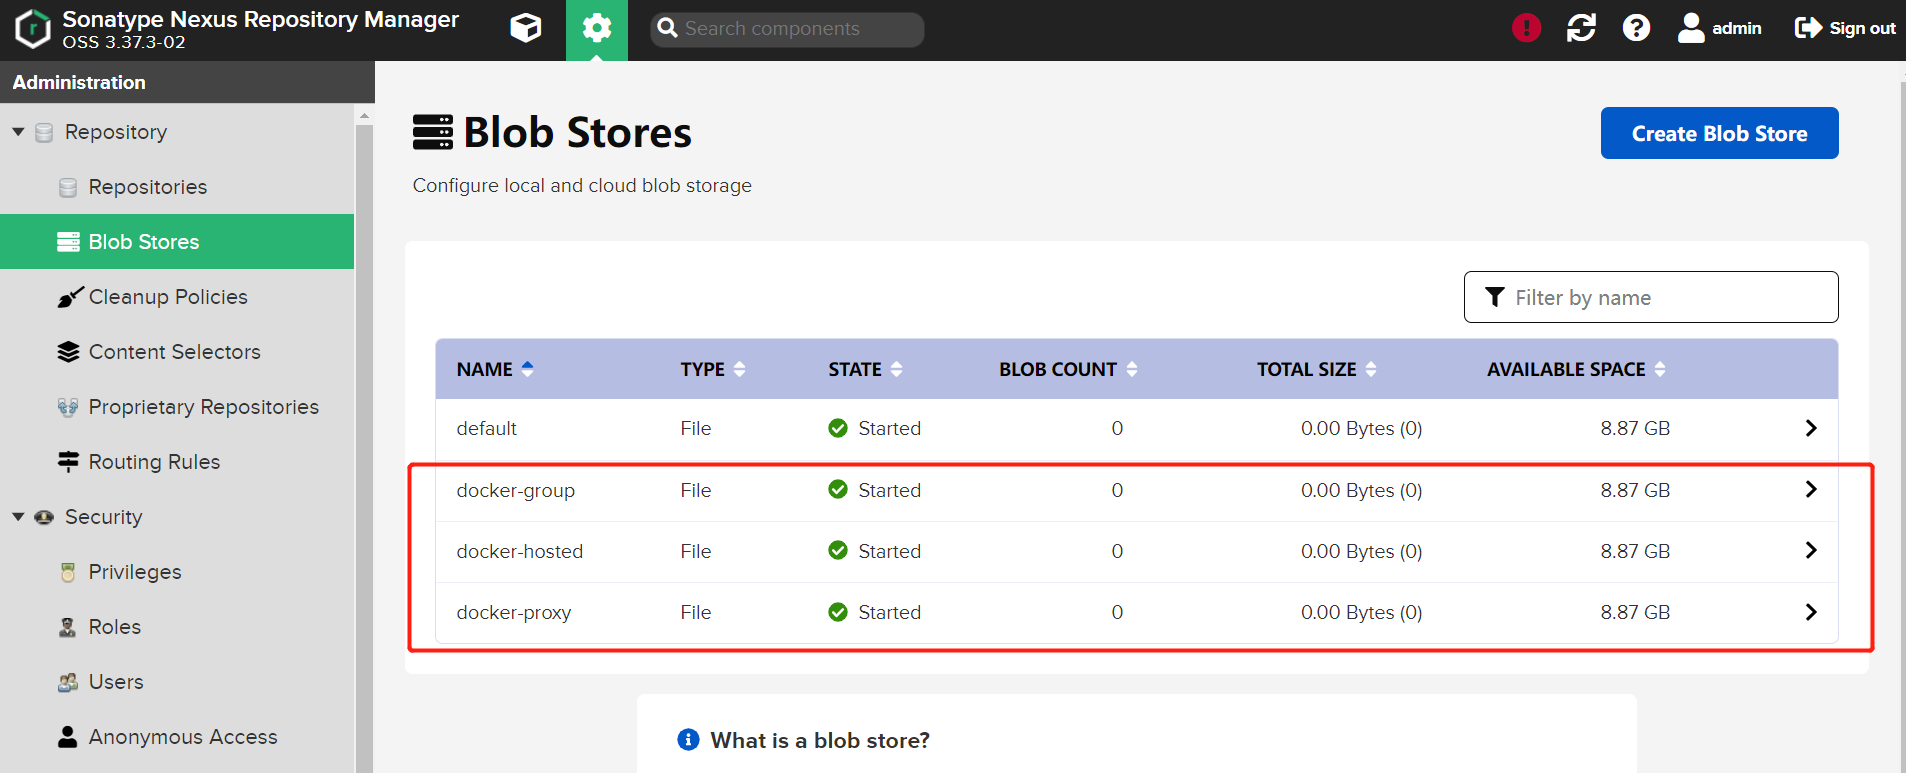 Sonatype Nexus Repository Manager
OSS 3.37.3-02
Search components
admin
Sign out
Administration
Repository
Repositories
Blob Stores
Cleanup Policies
Content Selectors
Proprietary Repositories
Routing Rules
Security
Privileges
Roles
Users
Anonymous Access
Blob Stores
Create Blob Store
Configure local and cloud blob storage
Filter by name
NAME TYPE STATE BLOB COUNT TOTAL SIZE AVAILABLE SPACE
default File Started 0 0.00 Bytes (0) 8.87 GB
docker-group File Started 0 0.00 Bytes (0) 8.87 GB
docker-hosted File Started 0 0.00 Bytes (0) 8.87 GB
docker-proxy File Started 0 0.00 Bytes (0) 8.87 GB
What is a blob store?